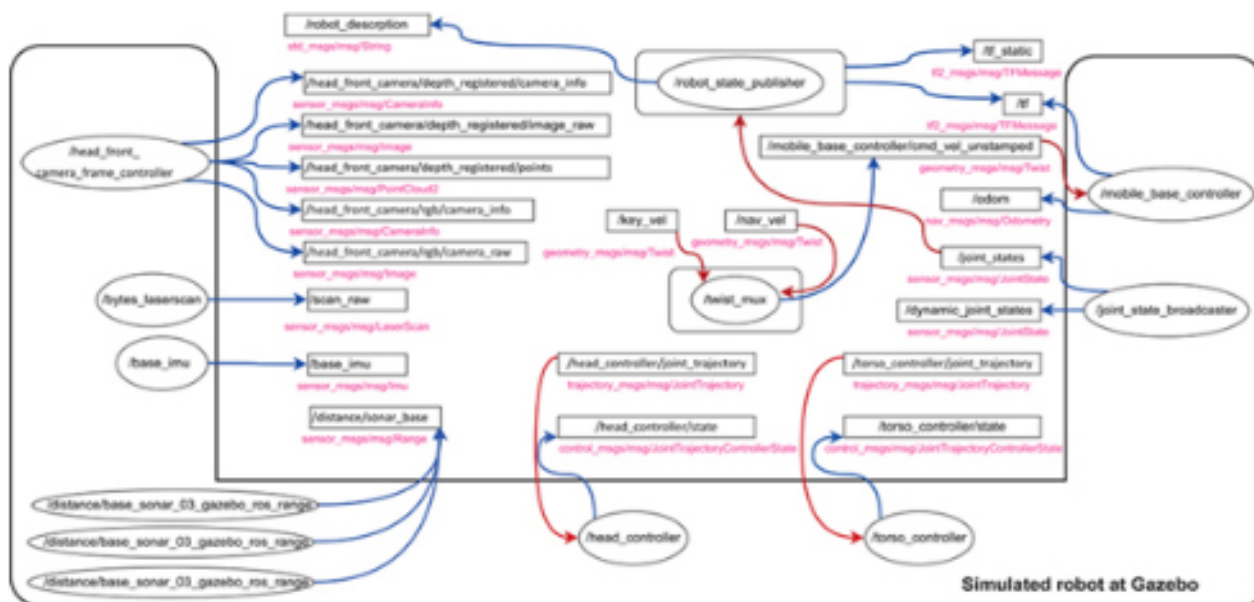 /robot_descrption
std_msgs/msg/String
/head_front_camera/depth_registered/camera_info
sensor_msgs/msg/CameraInfo
/head_front_camera/depth_registered/image_raw
sensor_msgs/msg/Image
/head_front_camera/depth_registered/points
sensor_msgs/msg/PointCloud2
/head_front_camera/rgb/camera_info
sensor_msgs/msg/CameraInfo
/head_front_camera/rgb/camera_raw
sensor_msgs/msg/Image
/head_front_
camera_frame_controller
/bytes_laserscan
/scan_raw
sensor_msgs/msg/LaserScan
/base_imu
/base_imu
sensor_msgs/msg/Imu
/distance/sonar_base
sensor_msgs/msg/Range
/distance/base_sonar_03_gazebo_ros_range
/distance/base_sonar_03_gazebo_ros_range
/distance/base_sonar_03_gazebo_ros_range
/robot_state_publisher
/tf_static
tf2_msgs/msg/TFMessage
/tf
tf2_msgs/msg/TFMessage
/mobile_base_controller/cmd_vel_unstamped
geometry_msgs/msg/Twist
/mobile_base_controller
/odom
nav_msgs/msg/Odometry
/key_vel
geometry_msgs/msg/Twist
/nav_vel
geometry_msgs/msg/Twist
/twist_mux
/joint_states
sensor_msgs/msg/JointState
/dynamic_joint_states
sensor_msgs/msg/JointState
/joint_state_broadcaster
/head_controller/joint_trajectory
trajectory_msgs/msg/JointTrajectory
/torso_controller/joint_trajectory
trajectory_msgs/msg/JointTrajectory
/head_controller/state
control_msgs/msg/JointTrajectoryControllerState
/torso_controller/state
control_msgs/msg/JointTrajectoryControllerState
/head_controller
/torso_controller
Simulated robot at Gazebo